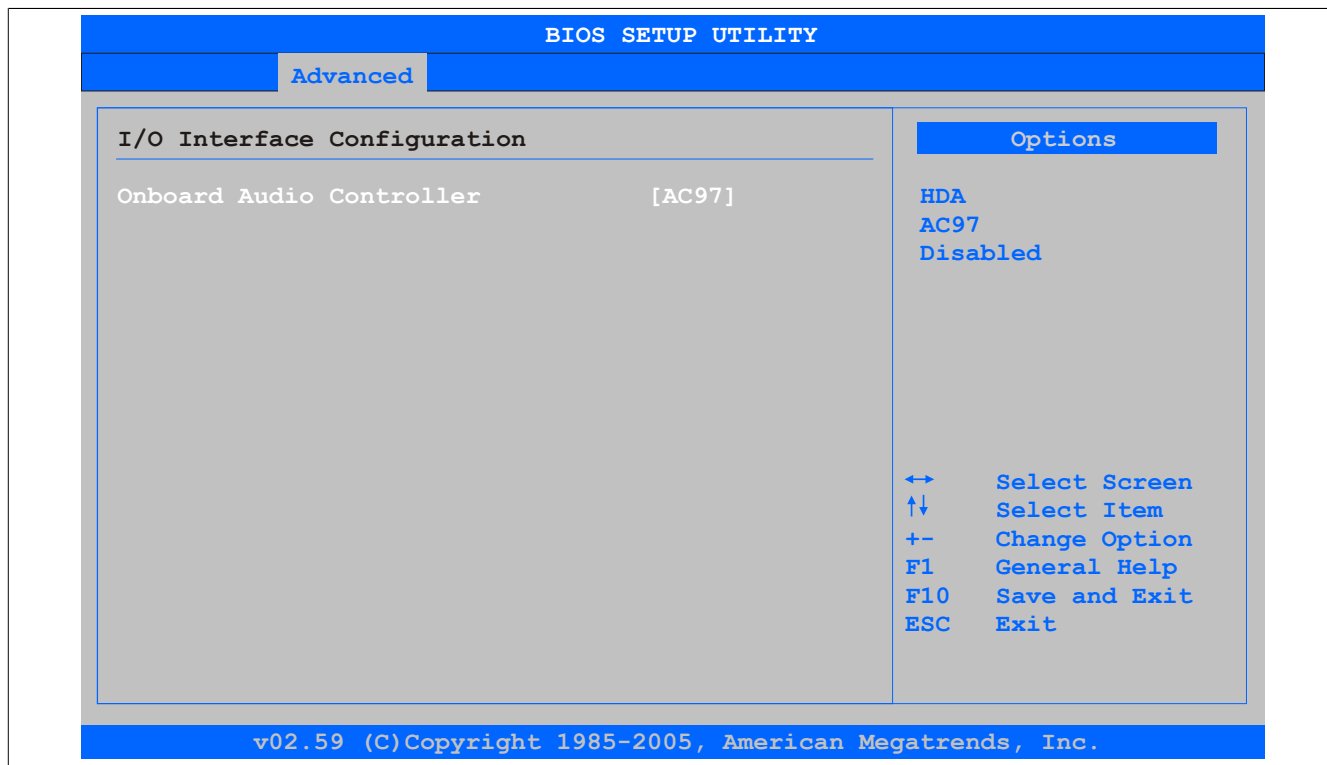 BIOS SETUP UTILITY
Advanced
I/O Interface Configuration
Onboard Audio Controller [AC97]
Options
HDA
AC97
Disabled
↔ Select Screen
↑↓ Select Item
+- Change Option
F1 General Help
F10 Save and Exit
ESC Exit
v02.59 (C)Copyright 1985-2005, American Megatrends, Inc.